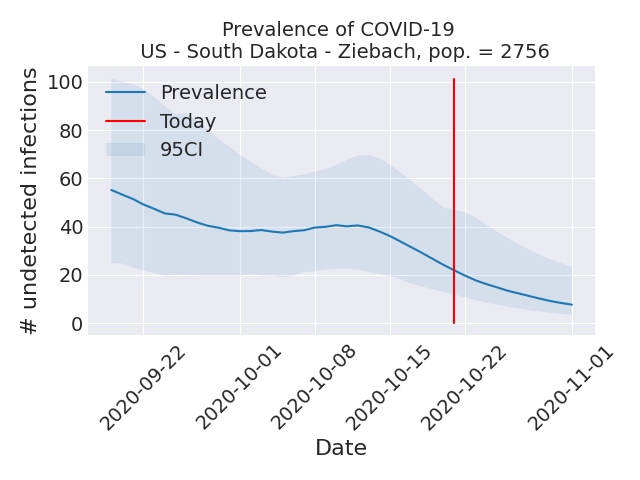 Prevalence of COVID-19
US - South Dakota - Ziebach, pop. = 2756
# undetected infections
100
80
60
40
20
0
Prevalence
Today
95CI
2020-09-22
2020-10-01
2020-10-08
2020-10-15
2020-10-22
2020-11-01
Date